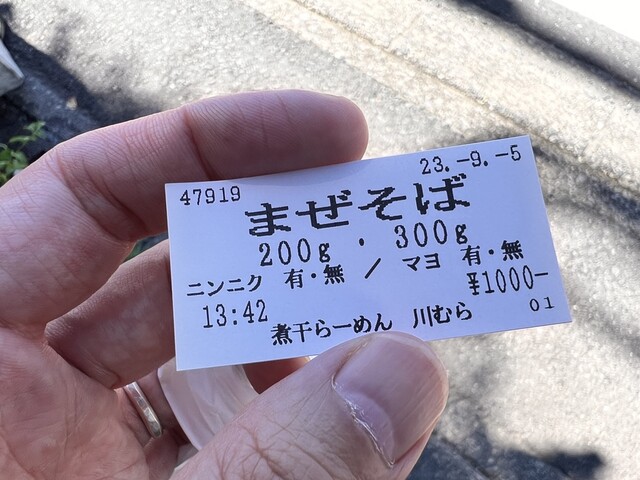 47919 23.-9.-5
まぜそば
200g ・ 300g
ニンニク 有・無 / マヨ 有・無
13:42 ¥1000-
煮干らーめん 川むら 01